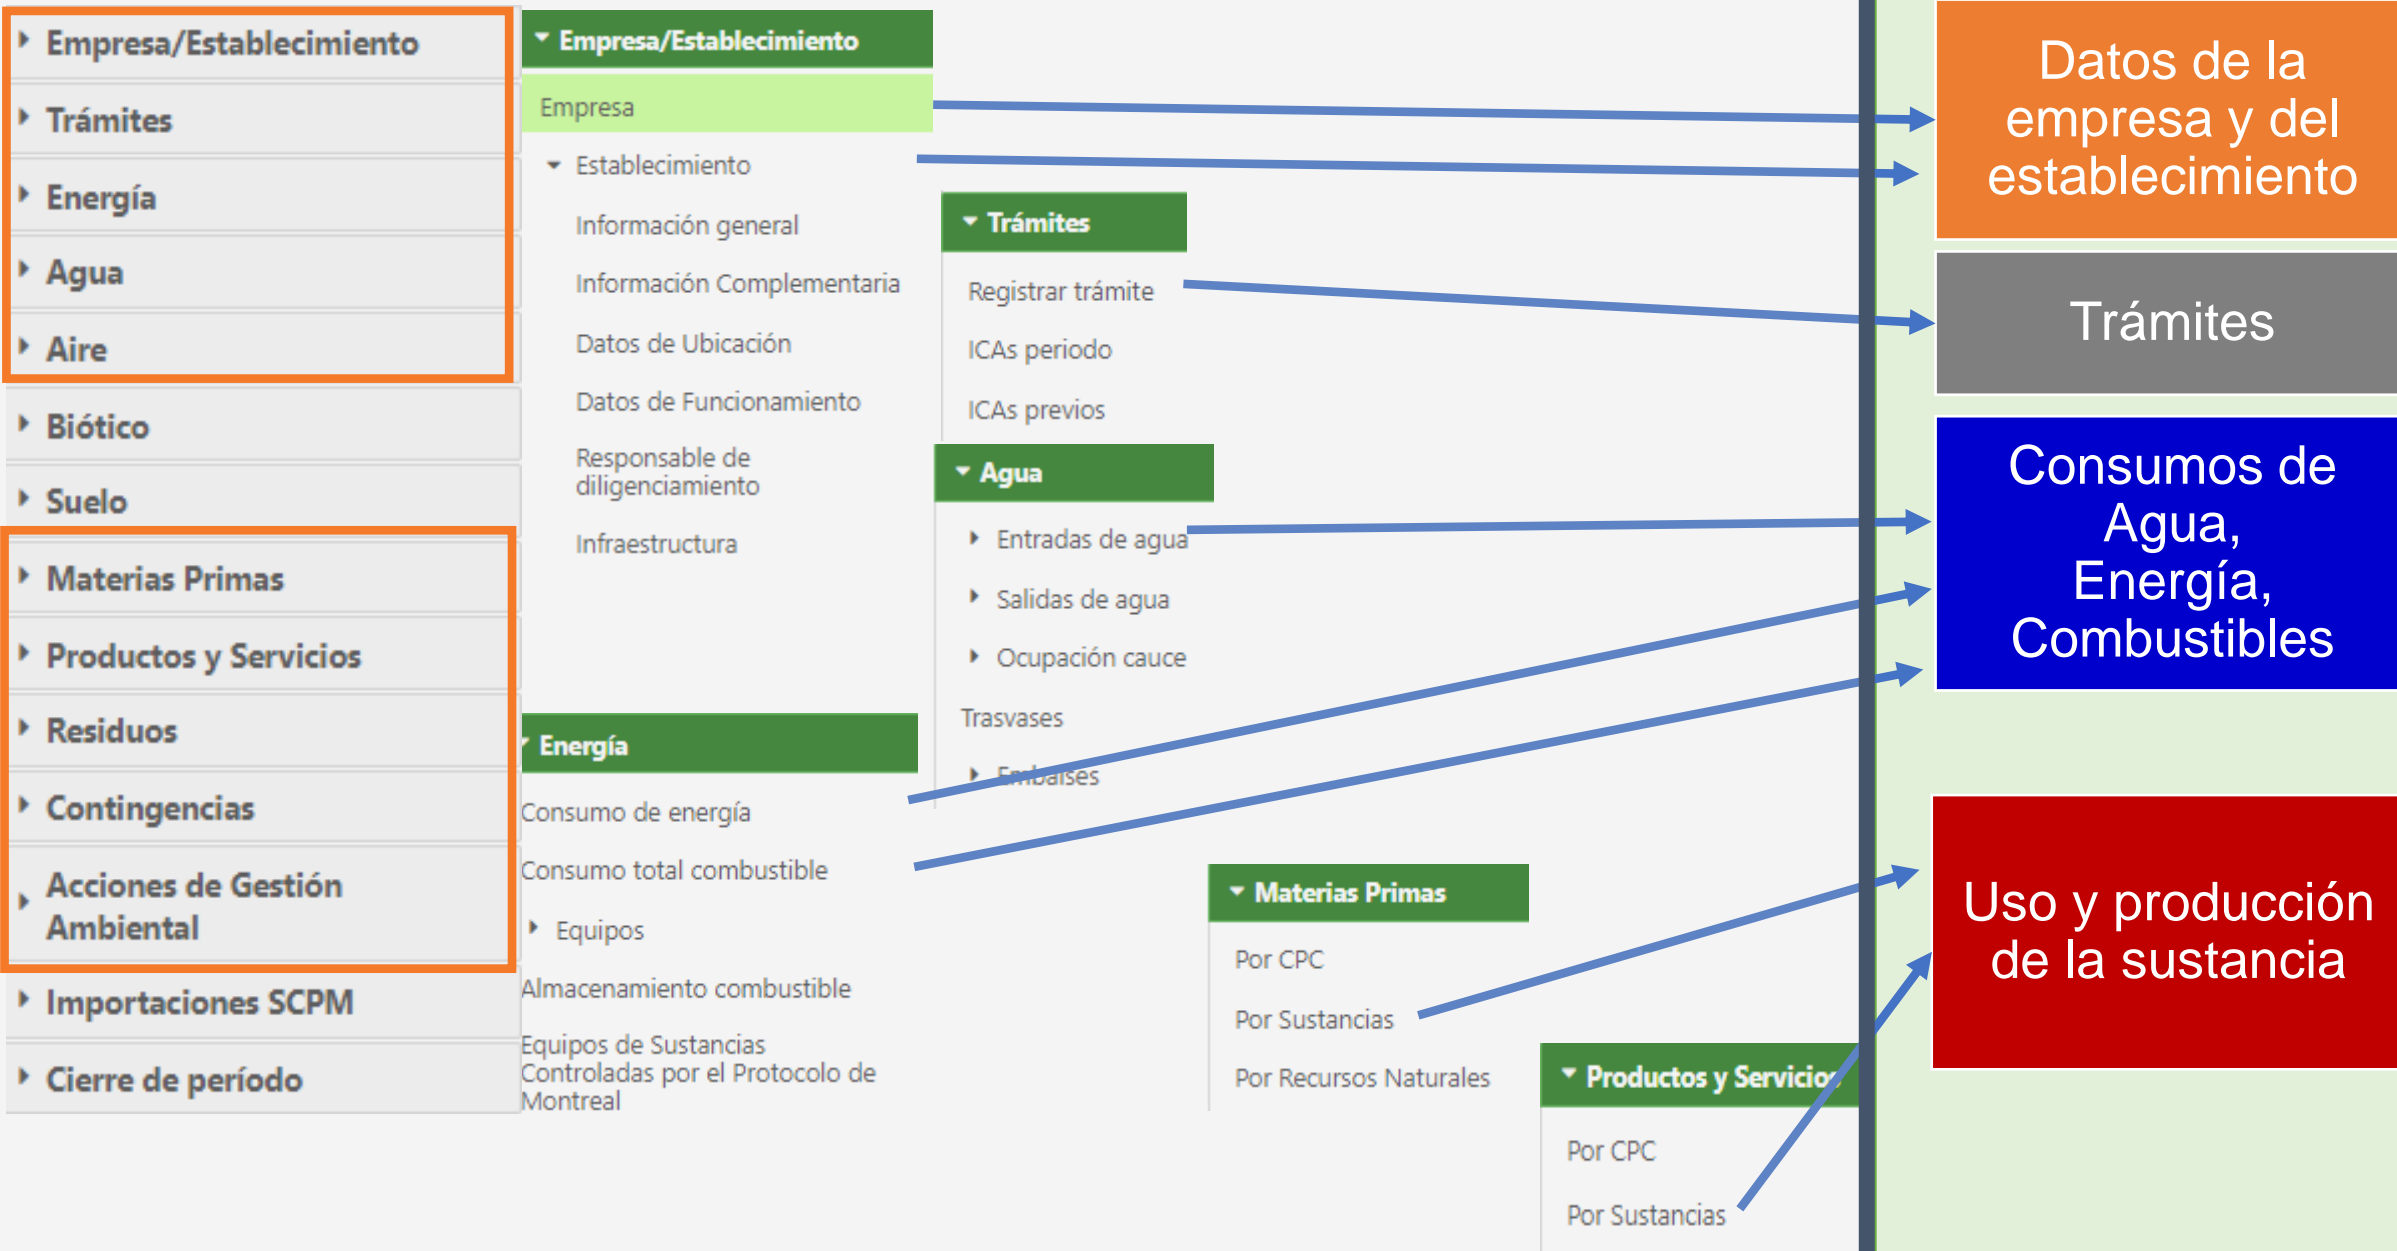 Empresa/Establecimiento
Trámites
Energía
Agua
Aire
Biótico
Suelo
Materias Primas
Productos y Servicios
Residuos
Contingencias
Acciones de Gestión
Ambiental
Importaciones SCPM
Cierre de período
Empresa/Establecimiento
Empresa
Establecimiento
Información general
Información Complementaria
Datos de Ubicación
Datos de Funcionamiento
Responsable de
diligenciamiento
Infraestructura
Energía
Consumo de energía
Consumo total combustible
Equipos
Almacenamiento combustible
Equipos de Sustancias
Controladas por el Protocolo de
Montreal
Trámites
Registrar trámite
ICAs periodo
ICAs previos
Agua
Entradas de agua
Salidas de agua
Ocupación cauce
Trasvases
Embalses
Materias Primas
Por CPC
Por Sustancias
Por Recursos Naturales
Productos y Servicios
Por CPC
Por Sustancias
Datos de la
empresa y del
establecimiento
Trámites
Consumos de
Agua,
Energía,
Combustibles
Uso y producción
de la sustancia